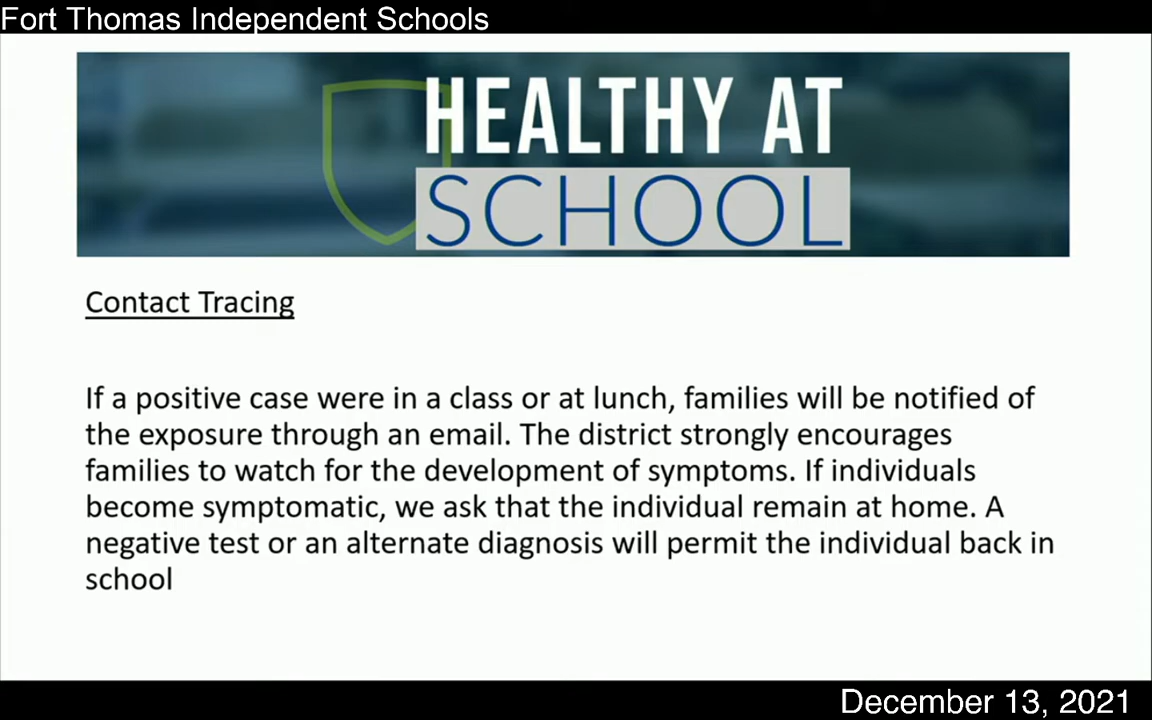 Fort Thomas Independent Schools
HEALTHY AT
SCHOOL
Contact Tracing
If a positive case were in a class or at lunch, families will be notified of
the exposure through an email. The district strongly encourages
families to watch for the development of symptoms. If individuals
become symptomatic, we ask that the individual remain at home. A
negative test or an alternate diagnosis will permit the individual back in
school
December 13, 2021